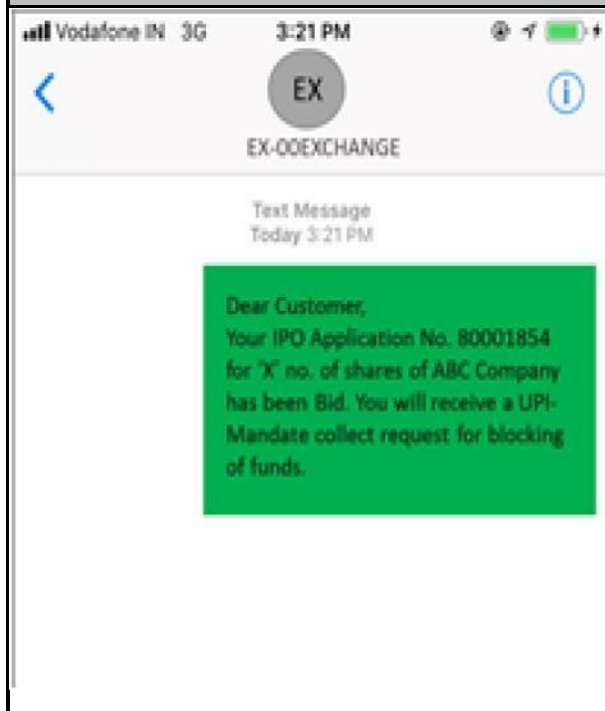 Vodafone IN 3G 3:21 PM
EX
EX-00EXCHANGE
Text Message
Today 3:21 PM
Dear Customer,
Your IPO Application No. 80001854
for 'X' no. of shares of ABC Company
has been Bid. You will receive a UPI-
Mandate collect request for blocking
of funds.